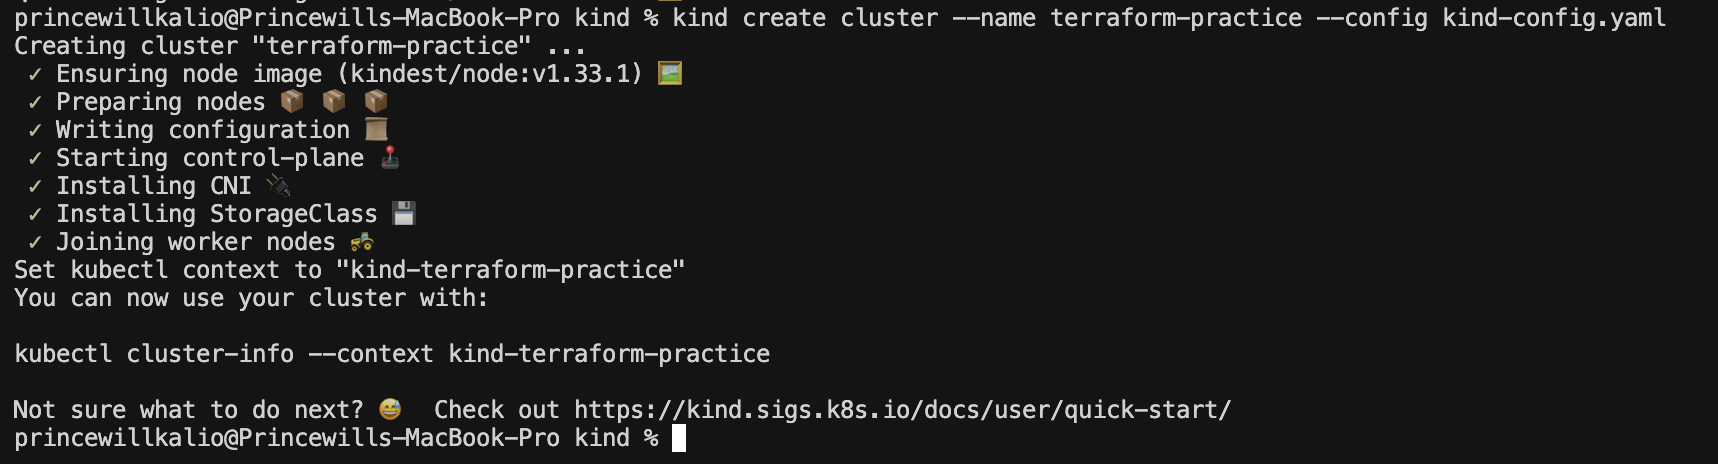 princewillkalio@Princewills-MacBook-Pro kind % kind create cluster --name terraform-practice --config kind-config.yaml
Creating cluster "terraform-practice" ...
✓ Ensuring node image (kindest/node:v1.33.1) 🖼
✓ Preparing nodes 📦 📦 📦
✓ Writing configuration 📜
✓ Starting control-plane 🕹️
✓ Installing CNI 🔌
✓ Installing StorageClass 💾
✓ Joining worker nodes 🚜
Set kubectl context to "kind-terraform-practice"
You can now use your cluster with:
kubectl cluster-info --context kind-terraform-practice
Not sure what to do next? 😅 Check out https://kind.sigs.k8s.io/docs/user/quick-start/
princewillkalio@Princewills-MacBook-Pro kind %